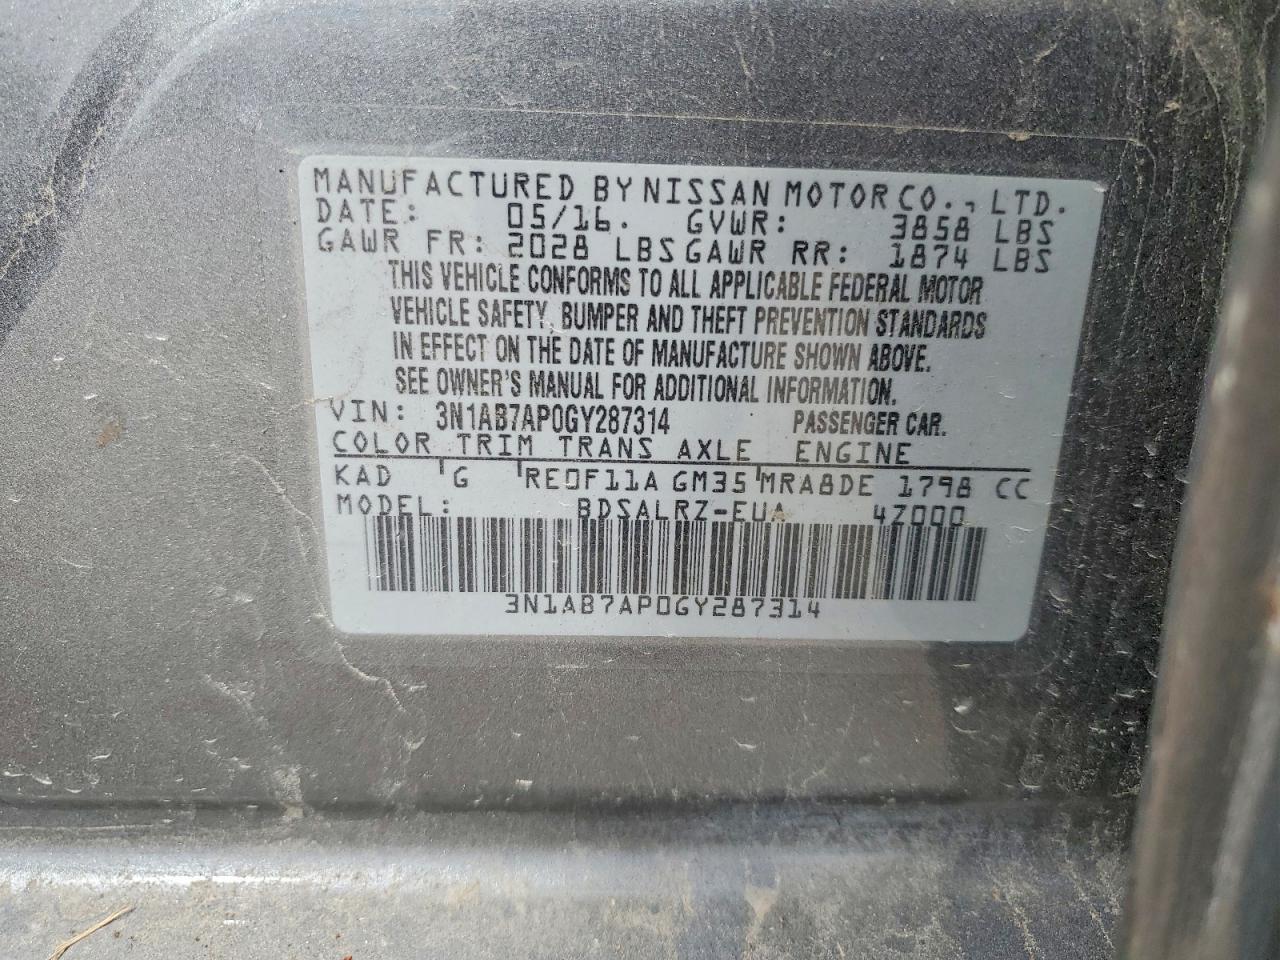 MANUFACTURED BY NISSAN MOTOR CO., LTD.
DATE: 05/16. GVWR: 3858 LBS
GAWR FR: 2028 LBS GAWR RR: 1874 LBS
THIS VEHICLE CONFORMS TO ALL APPLICABLE FEDERAL MOTOR
VEHICLE SAFETY, BUMPER AND THEFT PREVENTION STANDARDS
IN EFFECT ON THE DATE OF MANUFACTURE SHOWN ABOVE.
SEE OWNER'S MANUAL FOR ADDITIONAL INFORMATION.
VIN: 3N1AB7AP0GY287314 PASSENGER CAR.
COLOR TRIM TRANS AXLE ENGINE
KAD G RE0F11A GM35 MRA8DE 1798 CC
MODEL: BDSALRZ-EUA 4Z000
3N1AB7AP0GY287314